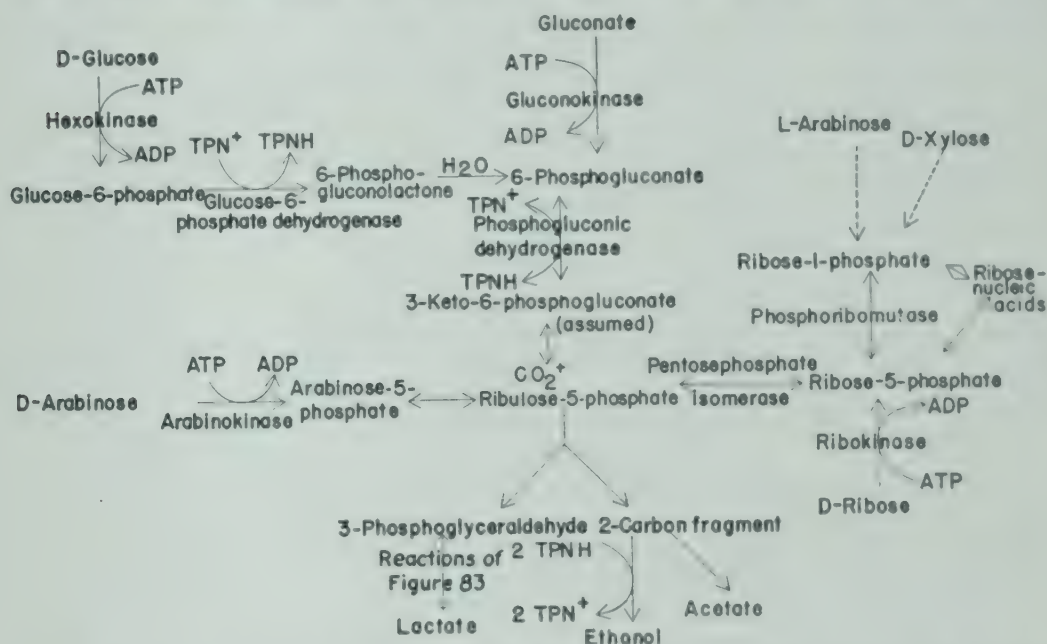 Gluconate
D-Glucose
ATP
ATP
Gluconokinase
Hexokinase
ADP
ADP
TPN+ TPNH
L-Arabinose
D-Xylose
Glucose-6-phosphate
Glucose-6-
phosphate dehydrogenase
6-Phospho-
gluconolactone
H2O
6-Phosphogluconate
TPN+
Phosphogluconic
dehydrogenase
TPNH
3-Keto-6-phosphogluconate
(assumed)
Ribose-1-phosphate
Ribose-
nucleic
acids
Phosphoribomutase
ATP ADP
D-Arabinose
Arabinokinase
Arabinose-5-
phosphate
CO2+
Ribulose-5-phosphate
Pentosephosphate
Isomerase
Ribose-5-phosphate
ADP
Ribokinase
ATP
D-Ribose
3-Phosphoglyceraldehyde
2-Carbon fragment
Reactions of
Figure 83
2 TPNH
2 TPN+
Lactate
Ethanol
Acetate